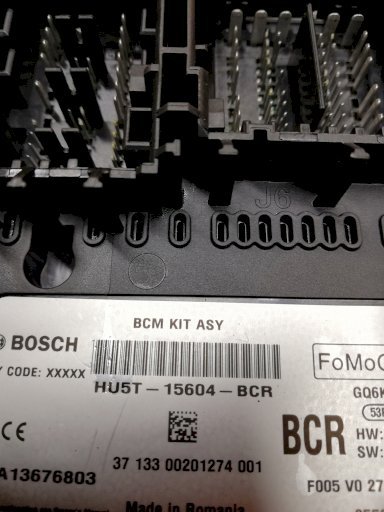 J6
BCM KIT ASY
BOSCH
CODE: XXXXX
HU5T-15604-BCR
FoMoC
GQ6K
CE
BCR
HW:
SW:
A13676803
37 133 00201274 001
F005 V0 27
Made in Romania